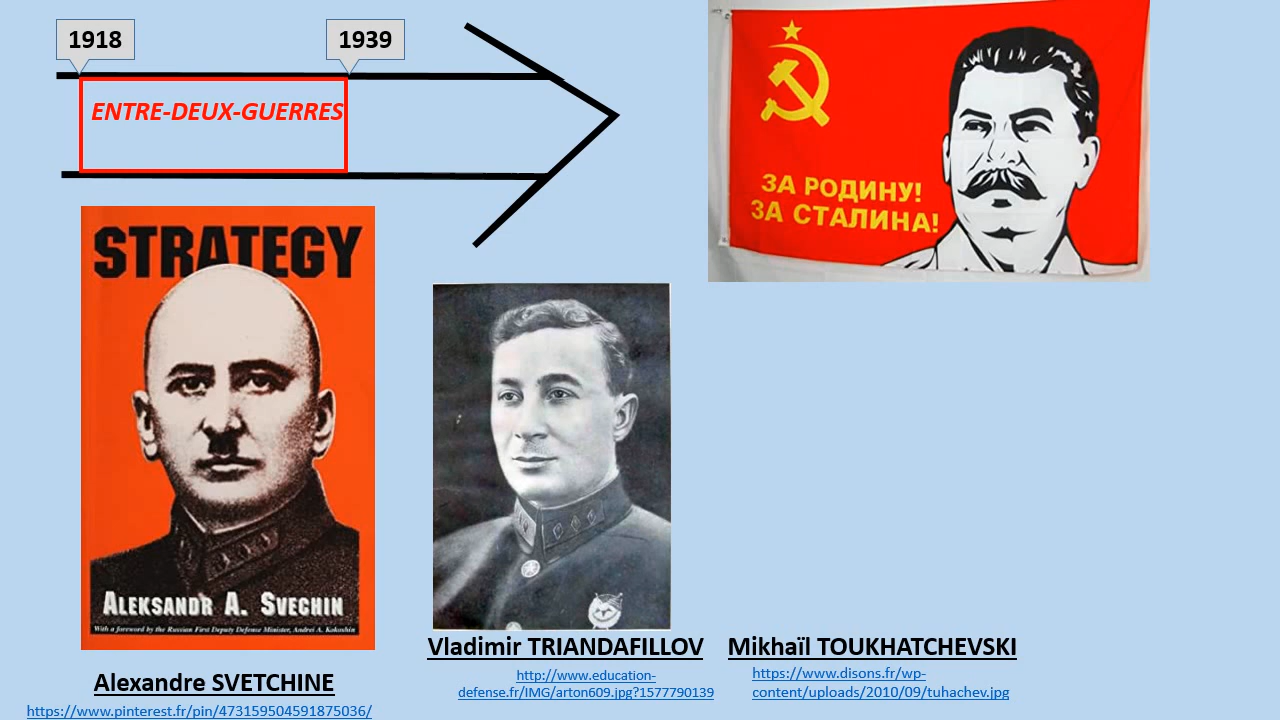 1918
1939
ENTRE-DEUX-GUERRES
ЗА РОДИНУ!
ЗА СТАЛИНА!
STRATEGY
ALEKSANDR A. SVECHIN
With a foreword by the Russian First Deputy Defense Minister, Andrei A. Kokoshin
Alexandre SVETCHINE
https://www.pinterest.fr/pin/473159504591875036/
Vladimir TRIANDAFILLOV
http://www.education-
defense.fr/IMG/arton609.jpg?1577790139
Mikhaïl TOUKHATCHEVSKI
https://www.disons.fr/wp-
content/uploads/2010/09/tuhachev.jpg